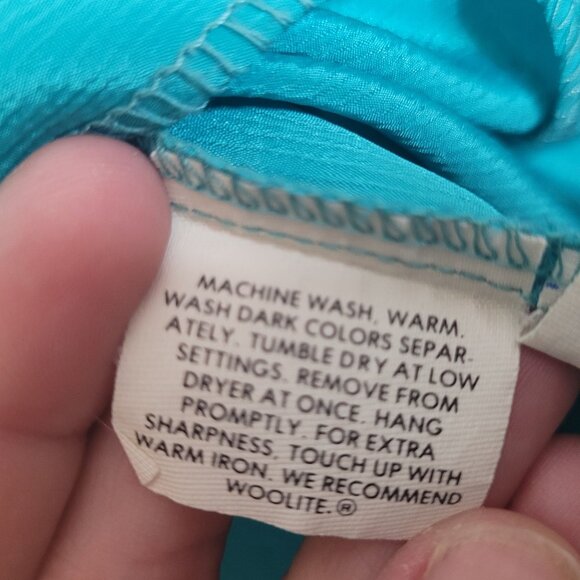 MACHINE WASH, WARM.
WASH DARK COLORS SEPAR-
ATELY. TUMBLE DRY AT LOW
SETTINGS. REMOVE FROM
DRYER AT ONCE. HANG
PROMPTLY. FOR EXTRA
SHARPNESS, TOUCH UP WITH
WARM IRON. WE RECOMMEND
WOOLITE.®